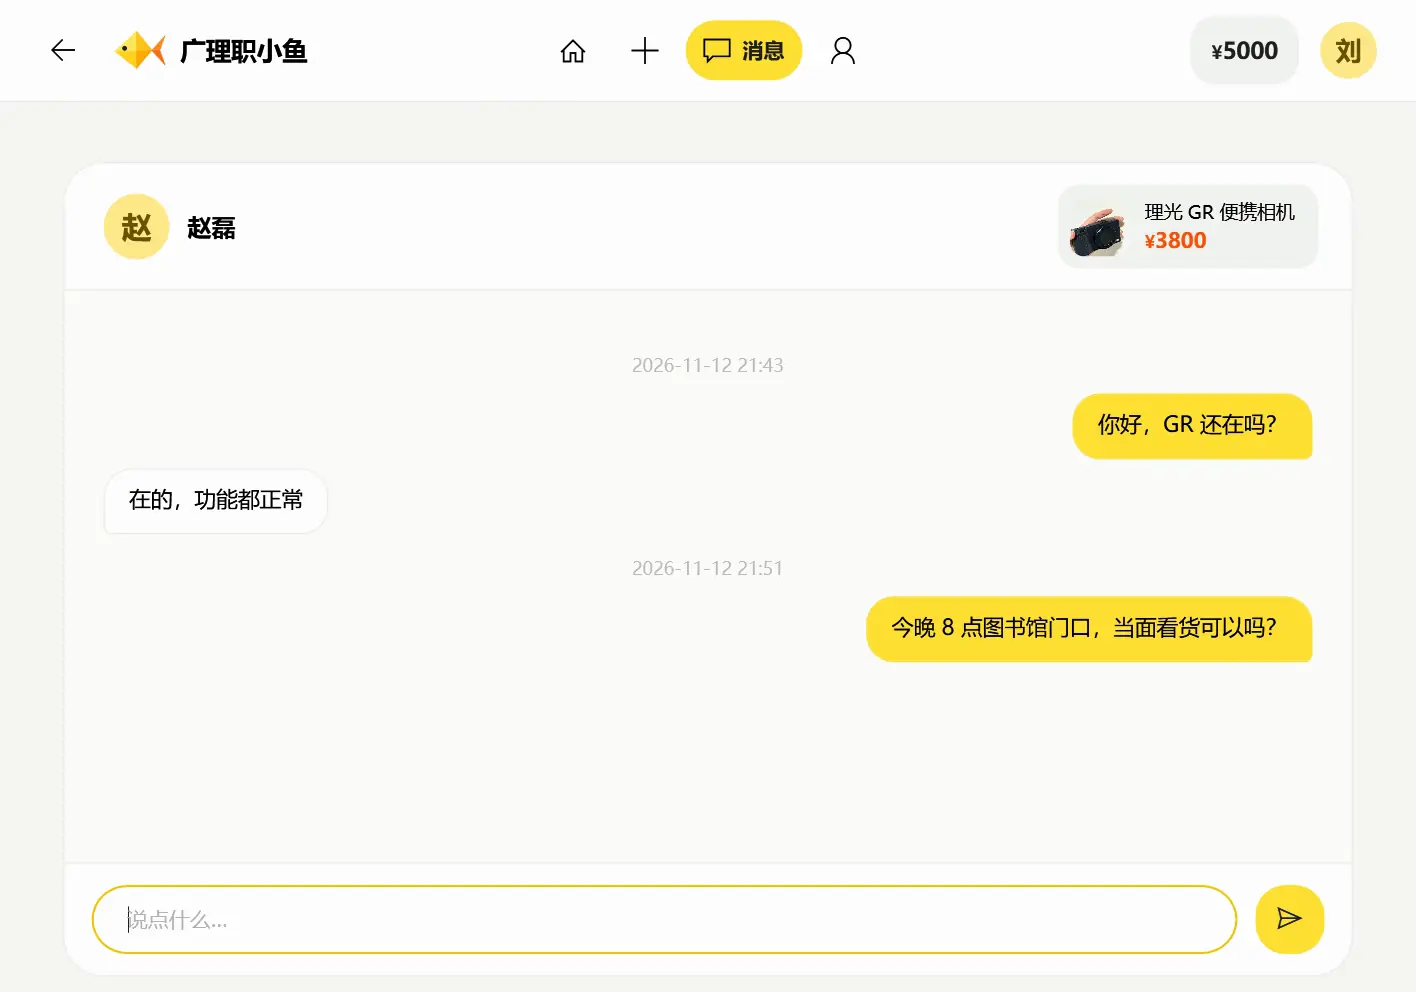 广理职小鱼
消息
¥5000
刘
赵
赵磊
理光 GR 便携相机
¥3800
2026-11-12 21:43
你好，GR 还在吗？
在的，功能都正常
2026-11-12 21:51
今晚 8 点图书馆门口，当面看货可以吗？
说点什么...